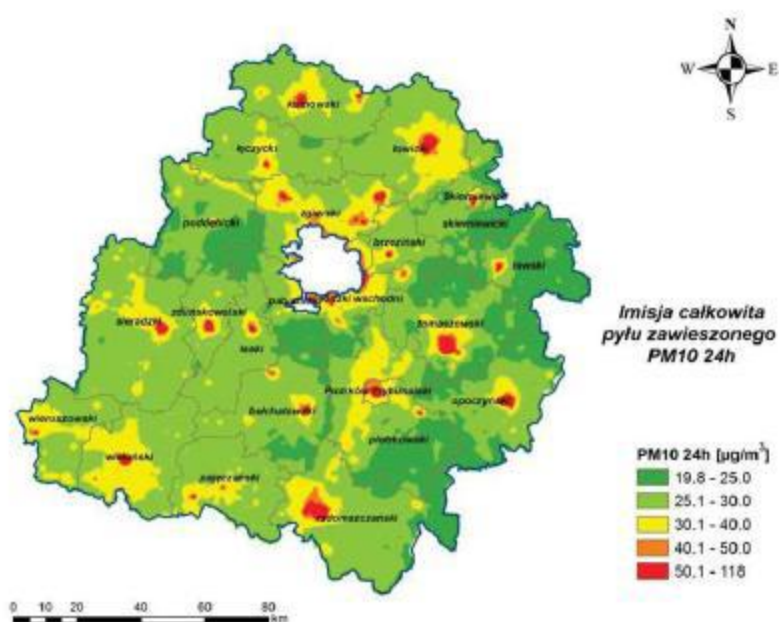 N
W E
S
kutnowski
łęczycki
łowicki
zgierski
skierniewicki
poddębicki
brzeziński
rawski
zduńskowolski
sieradzki
łaski
tomaszowski
Piotrków Trybunalski
opoczyński
bełchatowski
wieruszowski
piotrkowski
wieluński
pajęczański
radomszczański
Imisja całkowita
pyłu zawieszonego
PM10 24h
PM10 24h [µg/m³]
19.8 - 25.0
25.1 - 30.0
30.1 - 40.0
40.1 - 50.0
50.1 - 118
0 10 20 40 60 80
km